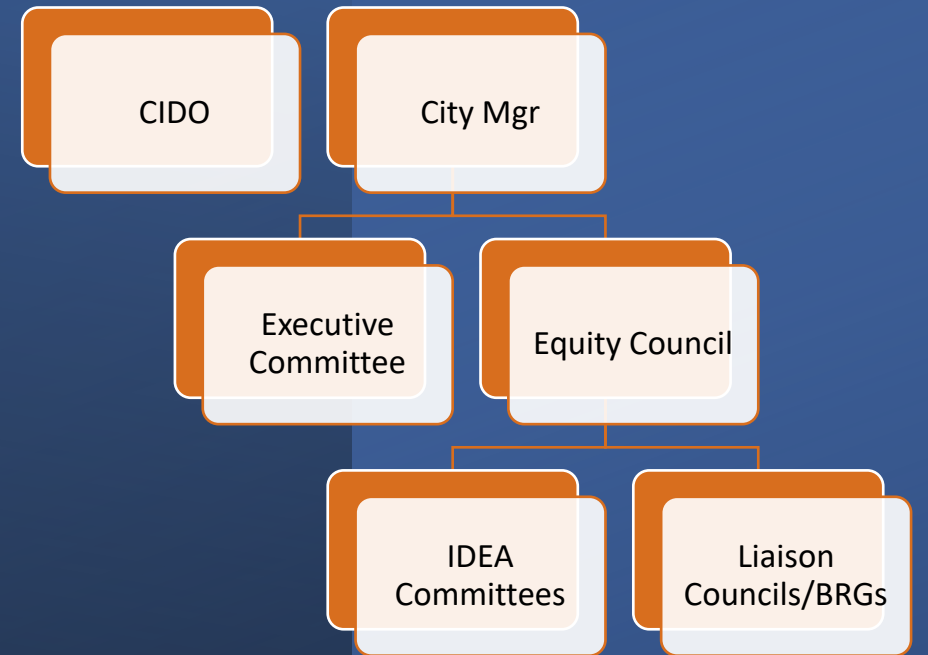 CIDO
City Mgr
Executive
Committee
Equity Council
IDEA
Committees
Liaison
Councils/BRGs